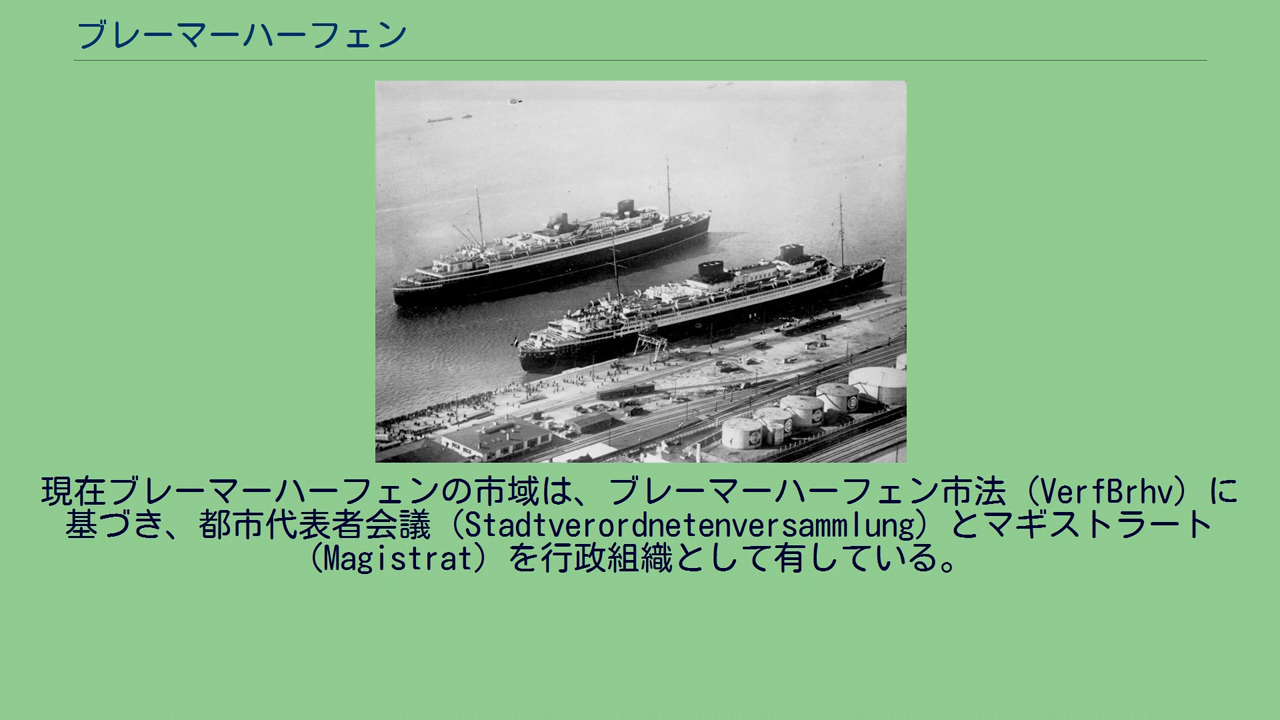 ブレーマーハーフェン
現在ブレーマーハーフェンの市域は、ブレーマーハーフェン市法（VerfBrhv）に
基づき、都市代表者会議（Stadtverordnetenversammlung）とマギストラート
（Magistrat）を行政組織として有している。